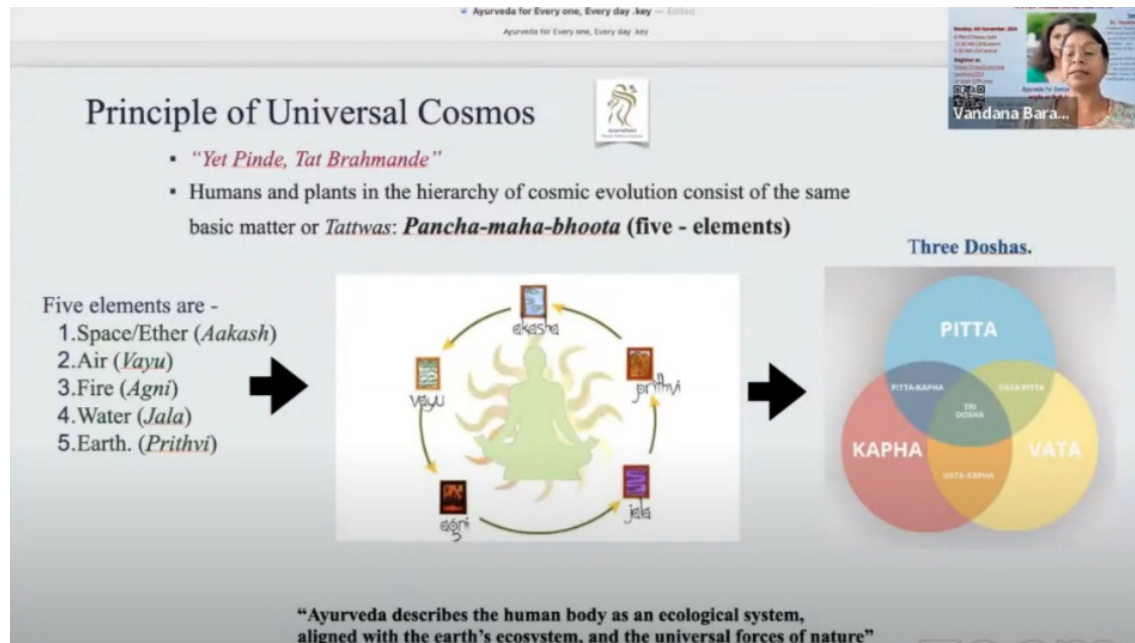 Ayurveda for Every one, Every day .key — Edited
Ayurveda for Every one, Every day .key
Principle of Universal Cosmos
▪ “Yet Pinde, Tat Brahmande”
▪ Humans and plants in the hierarchy of cosmic evolution consist of the same
basic matter or Tattwas: Pancha-maha-bhoota (five - elements)
Vandana Bara...
Five elements are -
1.Space/Ether (Aakash)
2.Air (Vayu)
3.Fire (Agni)
4.Water (Jala)
5.Earth. (Prithvi)
akasha
vayu
prithvi
agni
jala
Three Doshas.
PITTA
PITTA-KAPHA
VATA-PITTA
TRI
DOSHA
KAPHA
VATA
VATA-KAPHA
“Ayurveda describes the human body as an ecological system,
aligned with the earth’s ecosystem, and the universal forces of nature”